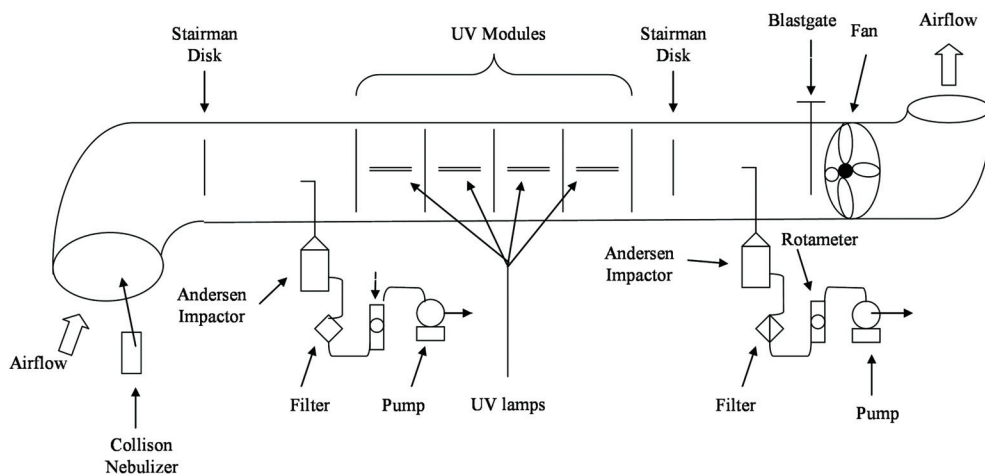 Stairman
Disk
UV Modules
Stairman
Disk
Blastgate
Fan
Airflow
Airflow
Collison
Nebulizer
Andersen
Impactor
Filter
Pump
UV lamps
Andersen
Impactor
Rotameter
Filter
Pump